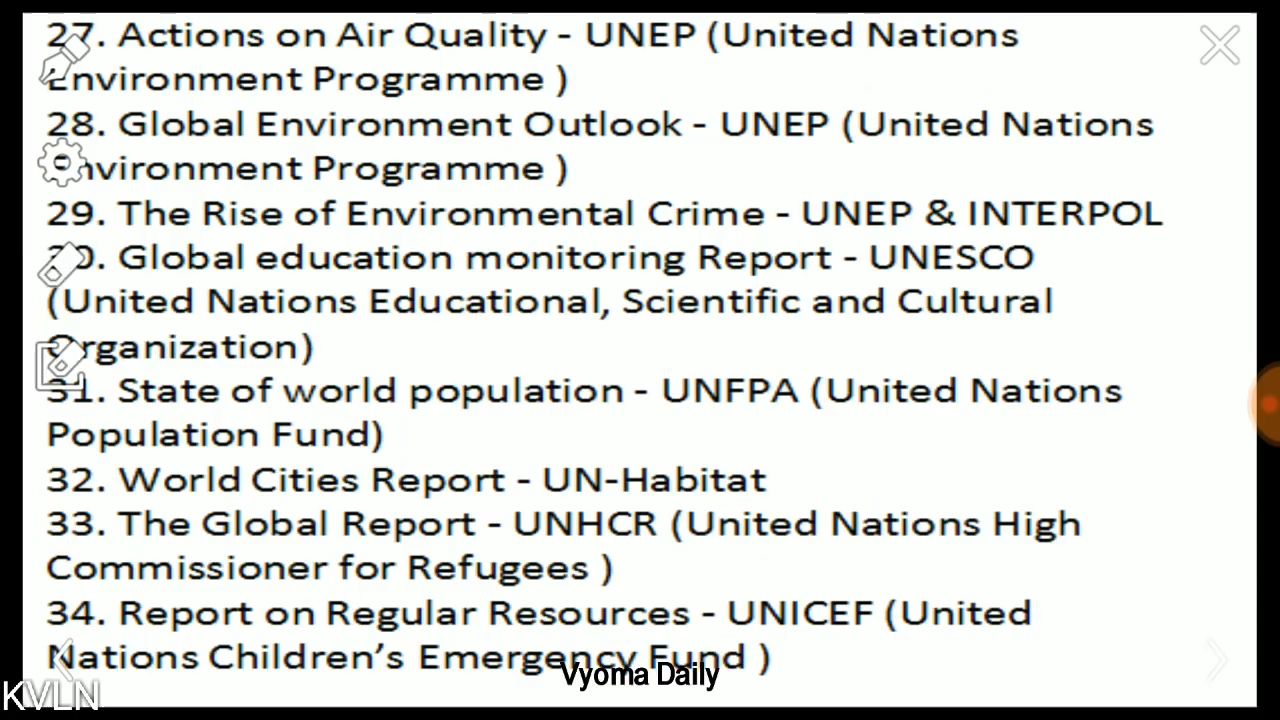 27. Actions on Air Quality - UNEP (United Nations
Environment Programme )
28. Global Environment Outlook - UNEP (United Nations
Environment Programme )
29. The Rise of Environmental Crime - UNEP & INTERPOL
30. Global education monitoring Report - UNESCO
(United Nations Educational, Scientific and Cultural
Organization)
31. State of world population - UNFPA (United Nations
Population Fund)
32. World Cities Report - UN-Habitat
33. The Global Report - UNHCR (United Nations High
Commissioner for Refugees )
34. Report on Regular Resources - UNICEF (United
Nations Children’s Emergency Fund )
Vyoma Daily
KVLN